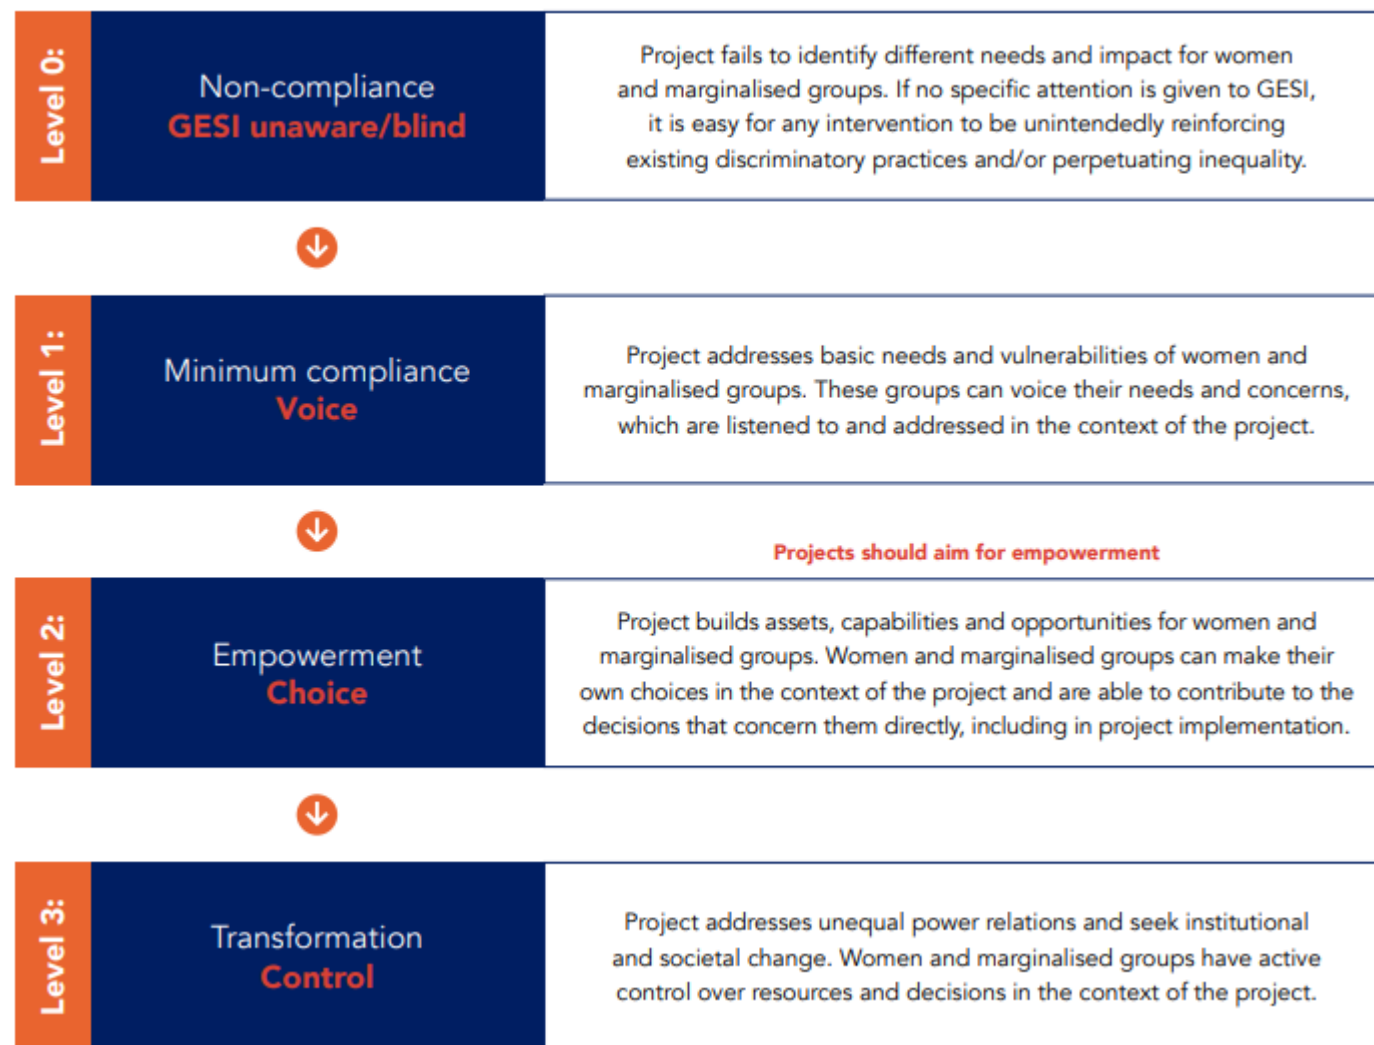 Level 0:
Non-compliance
GESI unaware/blind
Project fails to identify different needs and impact for women
and marginalised groups. If no specific attention is given to GESI,
it is easy for any intervention to be unintendedly reinforcing
existing discriminatory practices and/or perpetuating inequality.
Level 1:
Minimum compliance
Voice
Project addresses basic needs and vulnerabilities of women and
marginalised groups. These groups can voice their needs and concerns,
which are listened to and addressed in the context of the project.
Projects should aim for empowerment
Level 2:
Empowerment
Choice
Project builds assets, capabilities and opportunities for women and
marginalised groups. Women and marginalised groups can make their
own choices in the context of the project and are able to contribute to the
decisions that concern them directly, including in project implementation.
Level 3:
Transformation
Control
Project addresses unequal power relations and seek institutional
and societal change. Women and marginalised groups have active
control over resources and decisions in the context of the project.